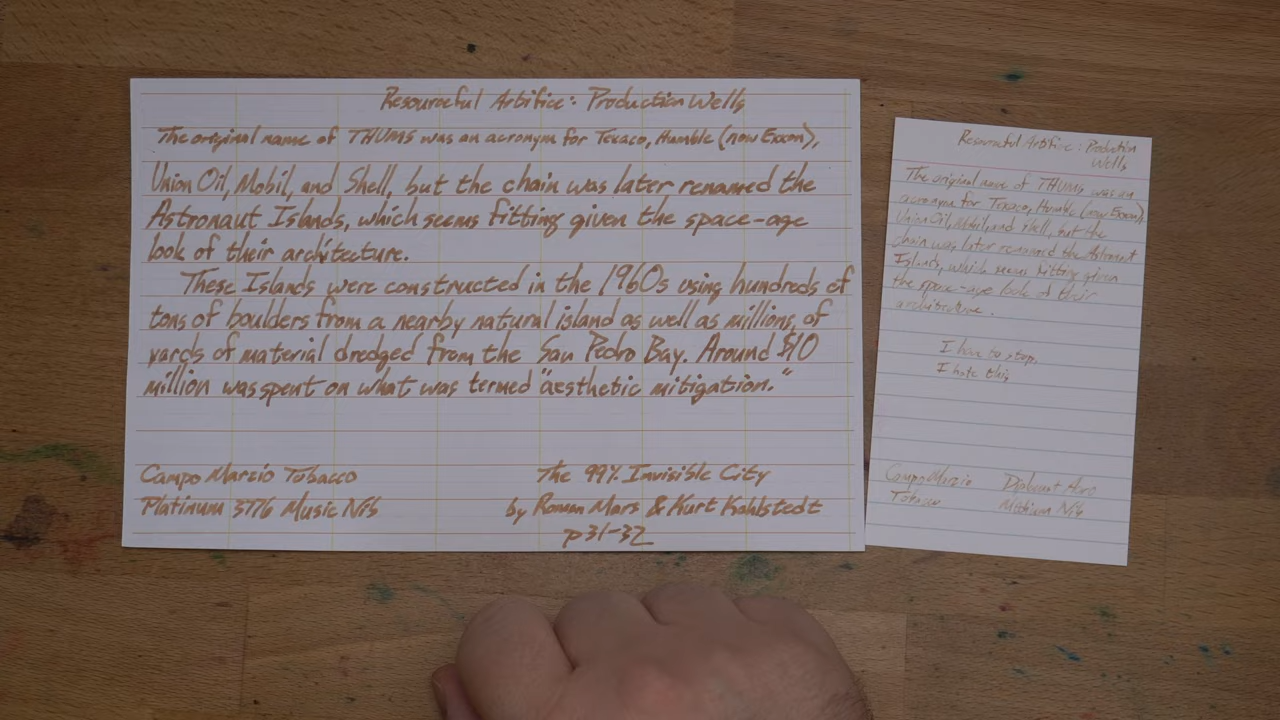 Resourceful Artifice: Production Wells
The original name of THUMS was an acronym for Texaco, Humble (now Exxon),
Union Oil, Mobil, and Shell, but the chain was later renamed the
Astronaut Islands, which seems fitting given the space-age
look of their architecture.
These Islands were constructed in the 1960s using hundreds of
tons of boulders from a nearby natural island as well as millions, of
yards of material dredged from the San Pedro Bay. Around $10
million was spent on what was termed "aesthetic mitigation."
Campo Marzio Tobacco
Platinum 3776 Music Nib
The 99% Invisible City
by Roman Mars & Kurt Kohlstedt
p31-32
Resourceful Artifice: Production
Wells
The original name of THUMS was an
acronym for Texaco, Humble (now Exxon),
Union Oil, Mobil, and Shell, but the
chain was later renamed the Astronaut
Islands, which seems fitting given
the space-age look of their
architecture.
I have to stop.
I hate this
Campo Marzio
Tobacco
Diplomat Aero
Medium Nib